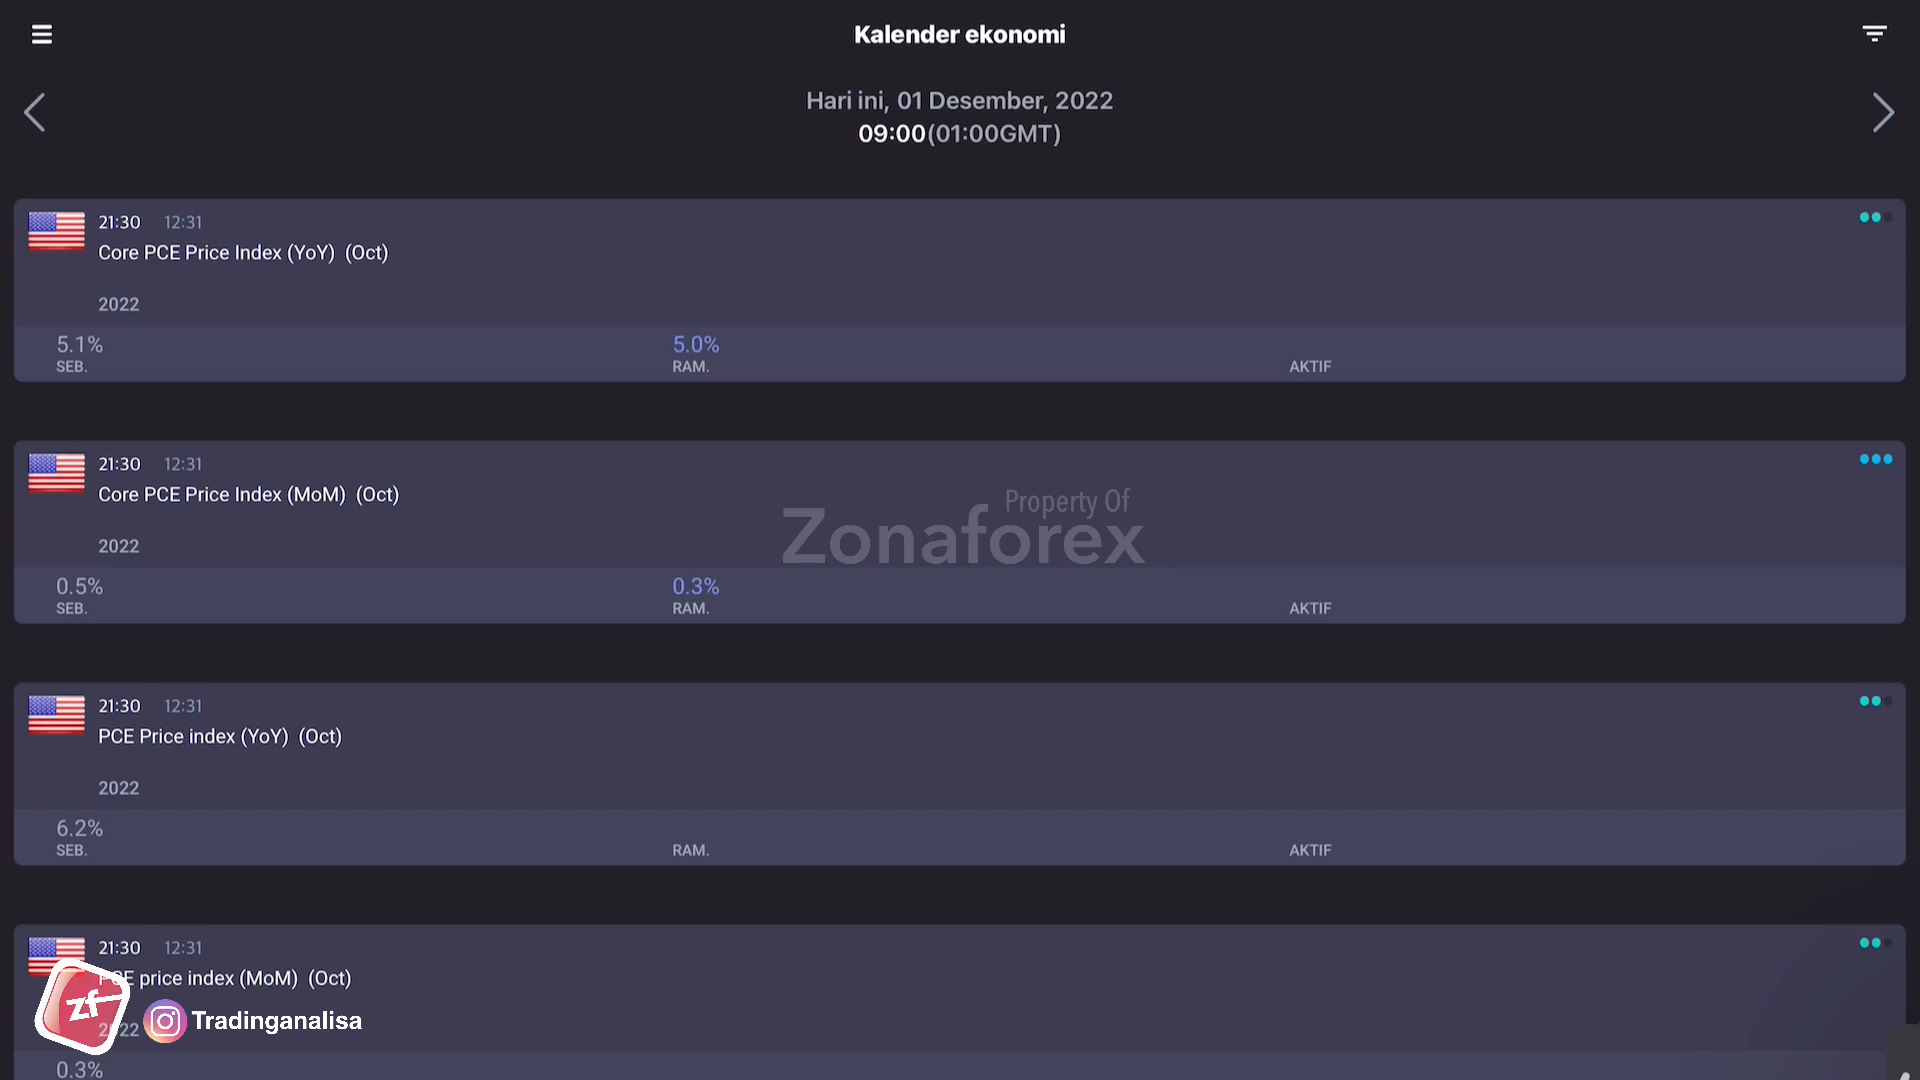 Kalender ekonomi
Hari ini, 01 Desember, 2022
09:00(01:00GMT)
21:30 12:31
Core PCE Price Index (YoY) (Oct)
2022
5.1% 5.0%
SEB. RAM. AKTIF
21:30 12:31
Core PCE Price Index (MoM) (Oct)
Property Of
Zonaforex
2022
0.5% 0.3%
SEB. RAM. AKTIF
21:30 12:31
PCE Price index (YoY) (Oct)
2022
6.2%
SEB. RAM. AKTIF
21:30 12:31
PCE price index (MoM) (Oct)
zf
Tradinganalisa
2022
0.3%